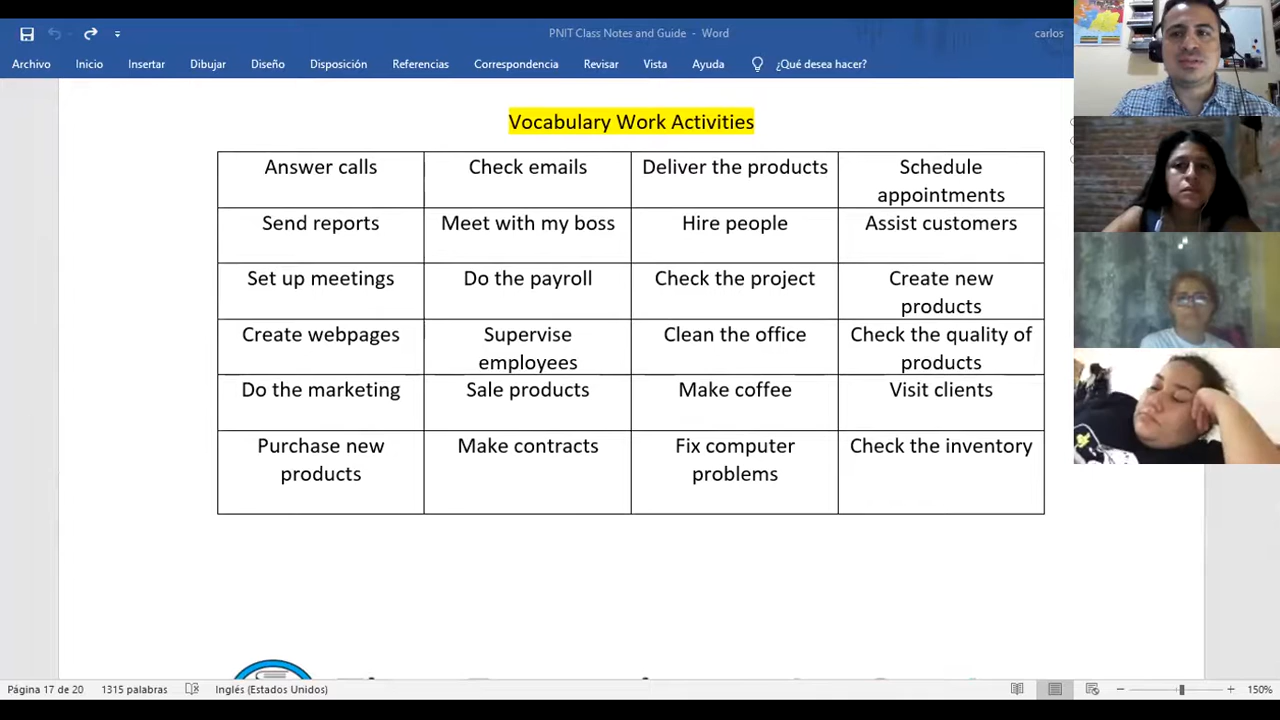 PNIT Class Notes and Guide - Word
carlos
Archivo Inicio Insertar Dibujar Diseño Disposición Referencias Correspondencia Revisar Vista Ayuda ¿Qué desea hacer?
Vocabulary Work Activities
Answer calls Check emails Deliver the products Schedule
appointments
Send reports Meet with my boss Hire people Assist customers
Set up meetings Do the payroll Check the project Create new
products
Create webpages Supervise Clean the office Check the quality of
employees products
Do the marketing Sale products Make coffee Visit clients
Purchase new Make contracts Fix computer Check the inventory
products problems
Página 17 de 20 1315 palabras Inglés (Estados Unidos) 150%